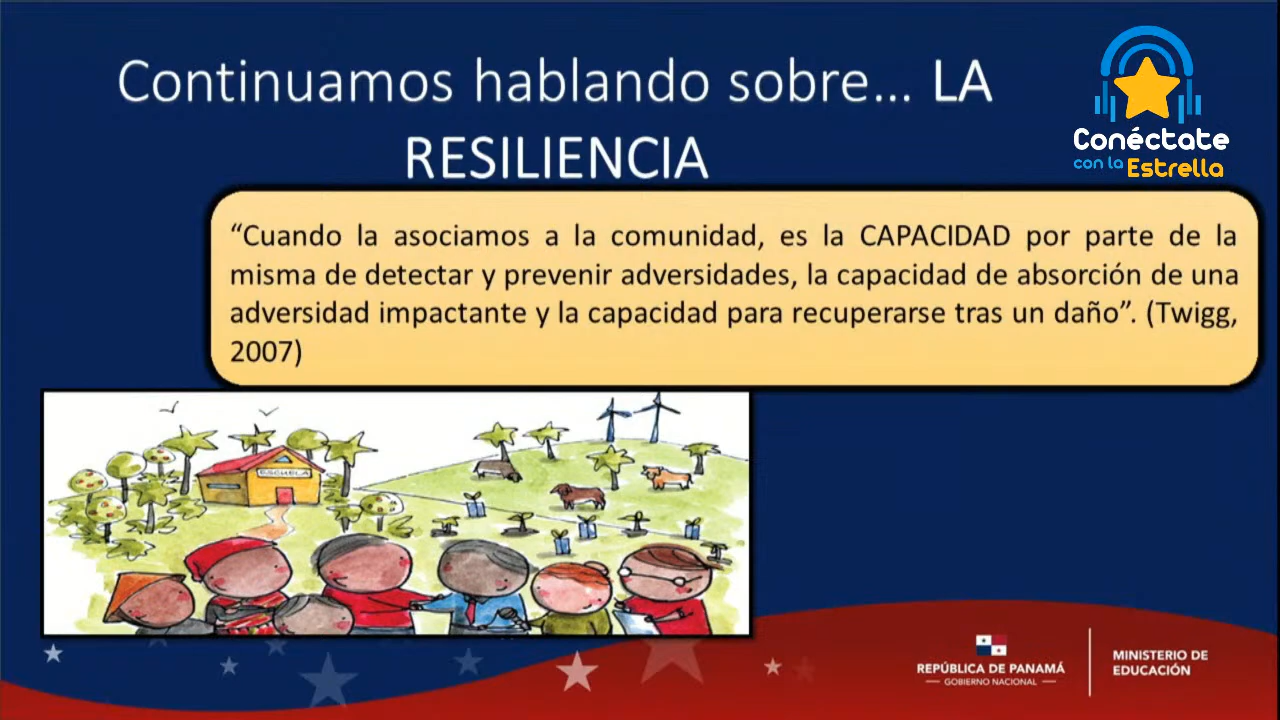 Continuamos hablando sobre... LA
RESILIENCIA
Conéctate
con la Estrella
“Cuando la asociamos a la comunidad, es la CAPACIDAD por parte de la
misma de detectar y prevenir adversidades, la capacidad de absorción de una
adversidad impactante y la capacidad para recuperarse tras un daño”. (Twigg,
2007)
ESCUELA
REPÚBLICA DE PANAMÁ
— GOBIERNO NACIONAL —
MINISTERIO DE
EDUCACIÓN